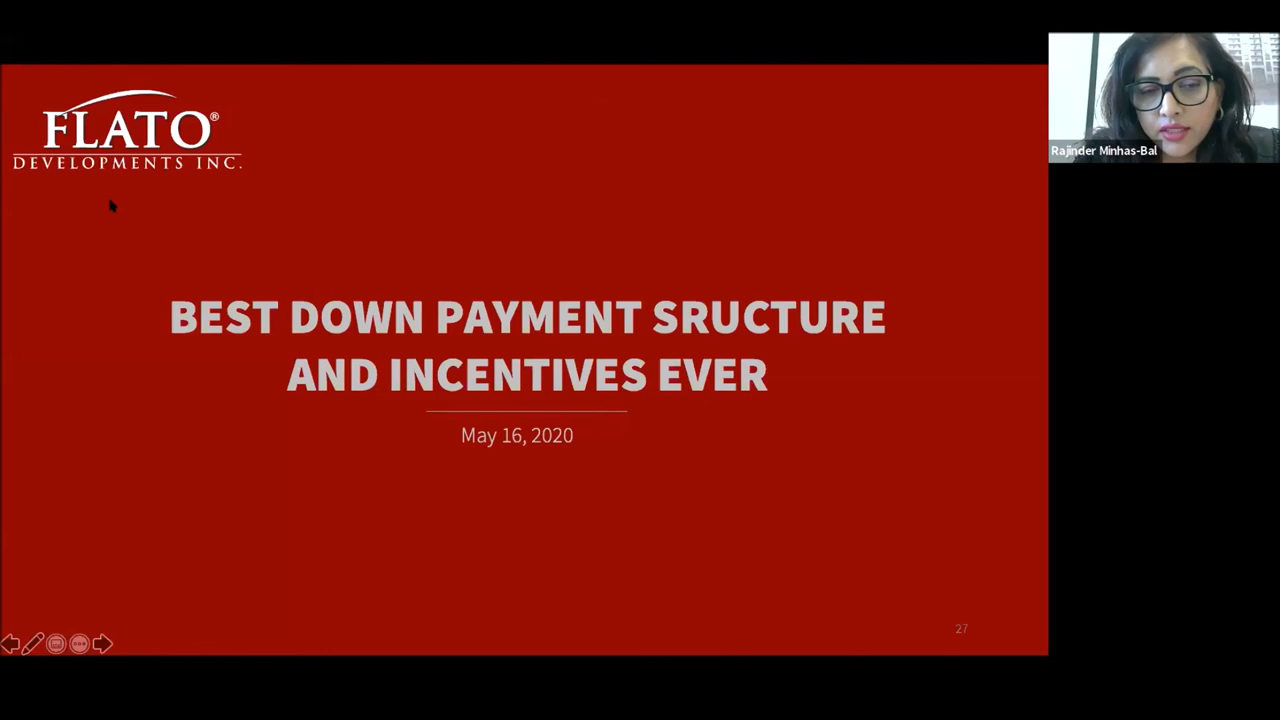 FLATO®
DEVELOPMENTS INC.
Rajinder Minhas-Bal
BEST DOWN PAYMENT SRUCTURE
AND INCENTIVES EVER
May 16, 2020
27